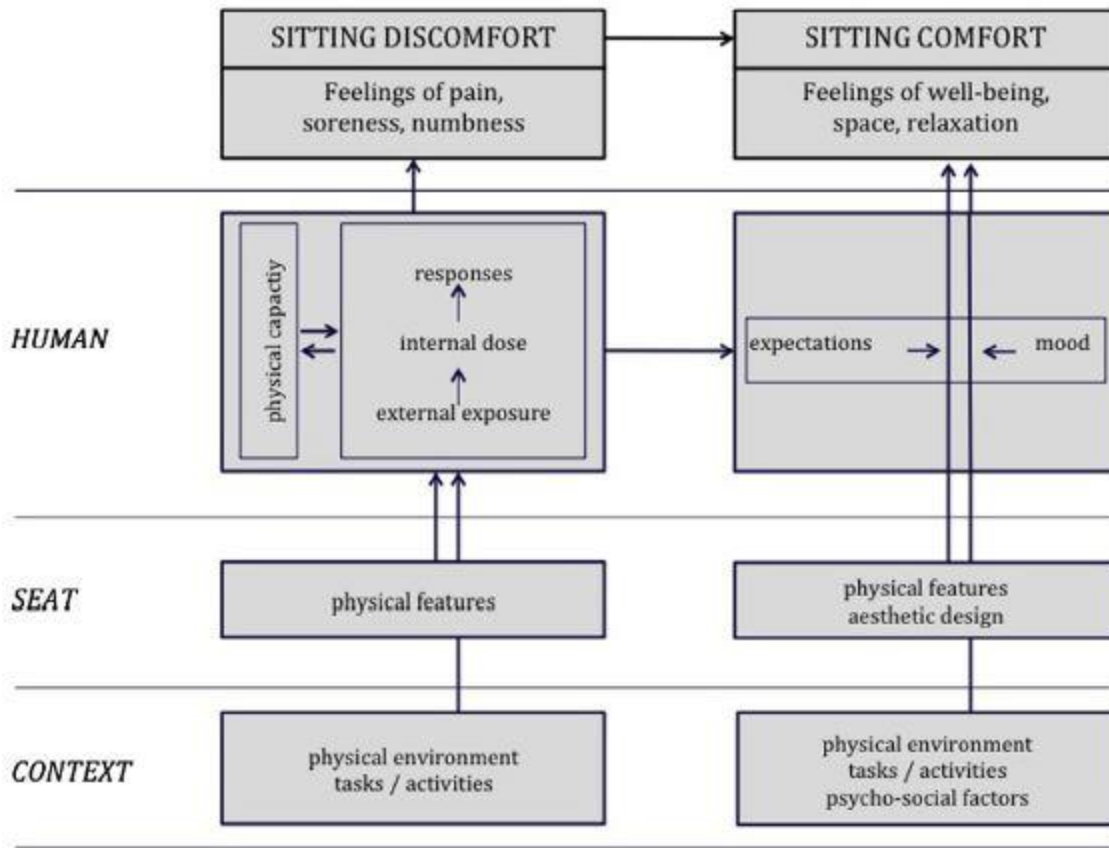 SITTING DISCOMFORT
Feelings of pain,
soreness, numbness
SITTING COMFORT
Feelings of well-being,
space, relaxation
HUMAN
physical capactiy
responses
internal dose
external exposure
expectations
mood
SEAT
physical features
physical features
aesthetic design
CONTEXT
physical environment
tasks / activities
physical environment
tasks / activities
psycho-social factors